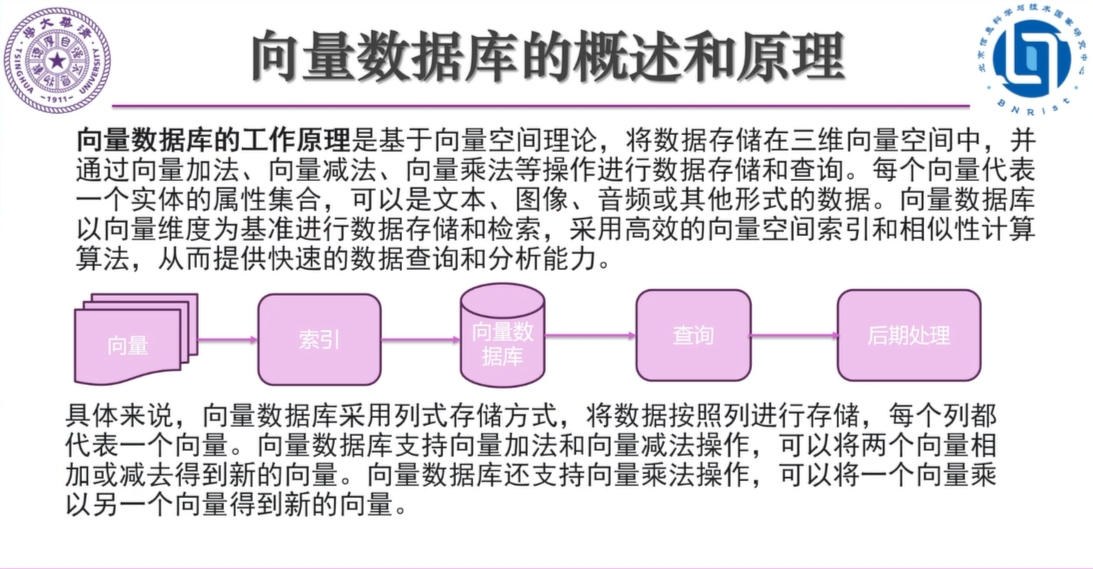 清华大学
自强不息
厚德载物
TSINGHUA UNIVERSITY
-1911-
向量数据库的概述和原理
北京信息科学与技术国家研究中心
BNRist
向量数据库的工作原理是基于向量空间理论，将数据存储在三维向量空间中，并
通过向量加法、向量减法、向量乘法等操作进行数据存储和查询。每个向量代表
一个实体的属性集合，可以是文本、图像、音频或其他形式的数据。向量数据库
以向量维度为基准进行数据存储和检索，采用高效的向量空间索引和相似性计算
算法，从而提供快速的数据查询和分析能力。
向量
索引
向量数
据库
查询
后期处理
具体来说，向量数据库采用列式存储方式，将数据按照列进行存储，每个列都
代表一个向量。向量数据库支持向量加法和向量减法操作，可以将两个向量相
加或减去得到新的向量。向量数据库还支持向量乘法操作，可以将一个向量乘
以另一个向量得到新的向量。